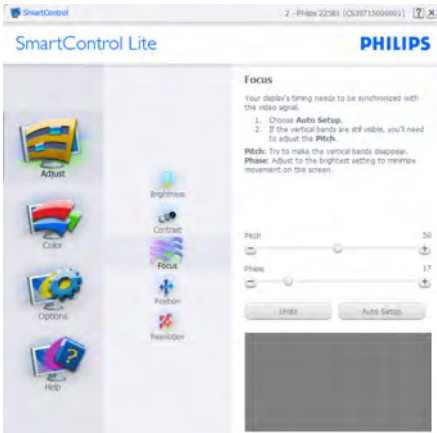 SmartControl
2 - Philips 225B1 (CS30715000001)
SmartControl Lite
PHILIPS
Adjust
Color
Options
Help
Brightness
Contrast
Focus
Position
Resolution
Focus
Your display's timing needs to be synchronized with
the video signal.
1. Choose Auto Setup.
2. If the vertical bands are still visible, you'll need
to adjust the Pitch.
Pitch: Try to make the vertical bands disappear.
Phase: Adjust to the brightest setting to minimize
movement on the screen.
Pitch 50
Phase 17
Undo Auto Setup